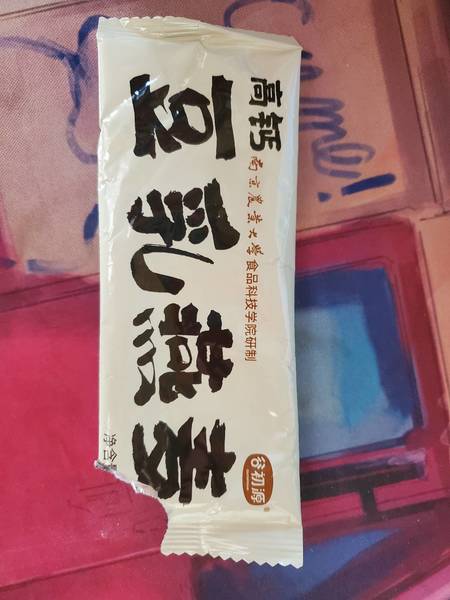 高钙
豆乳燕麦
南京农业大学食品科技学院研制
谷初源®
净含